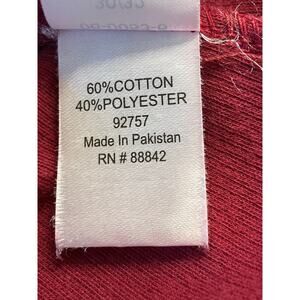 60%COTTON
40%POLYESTER
92757
Made In Pakistan
RN # 88842